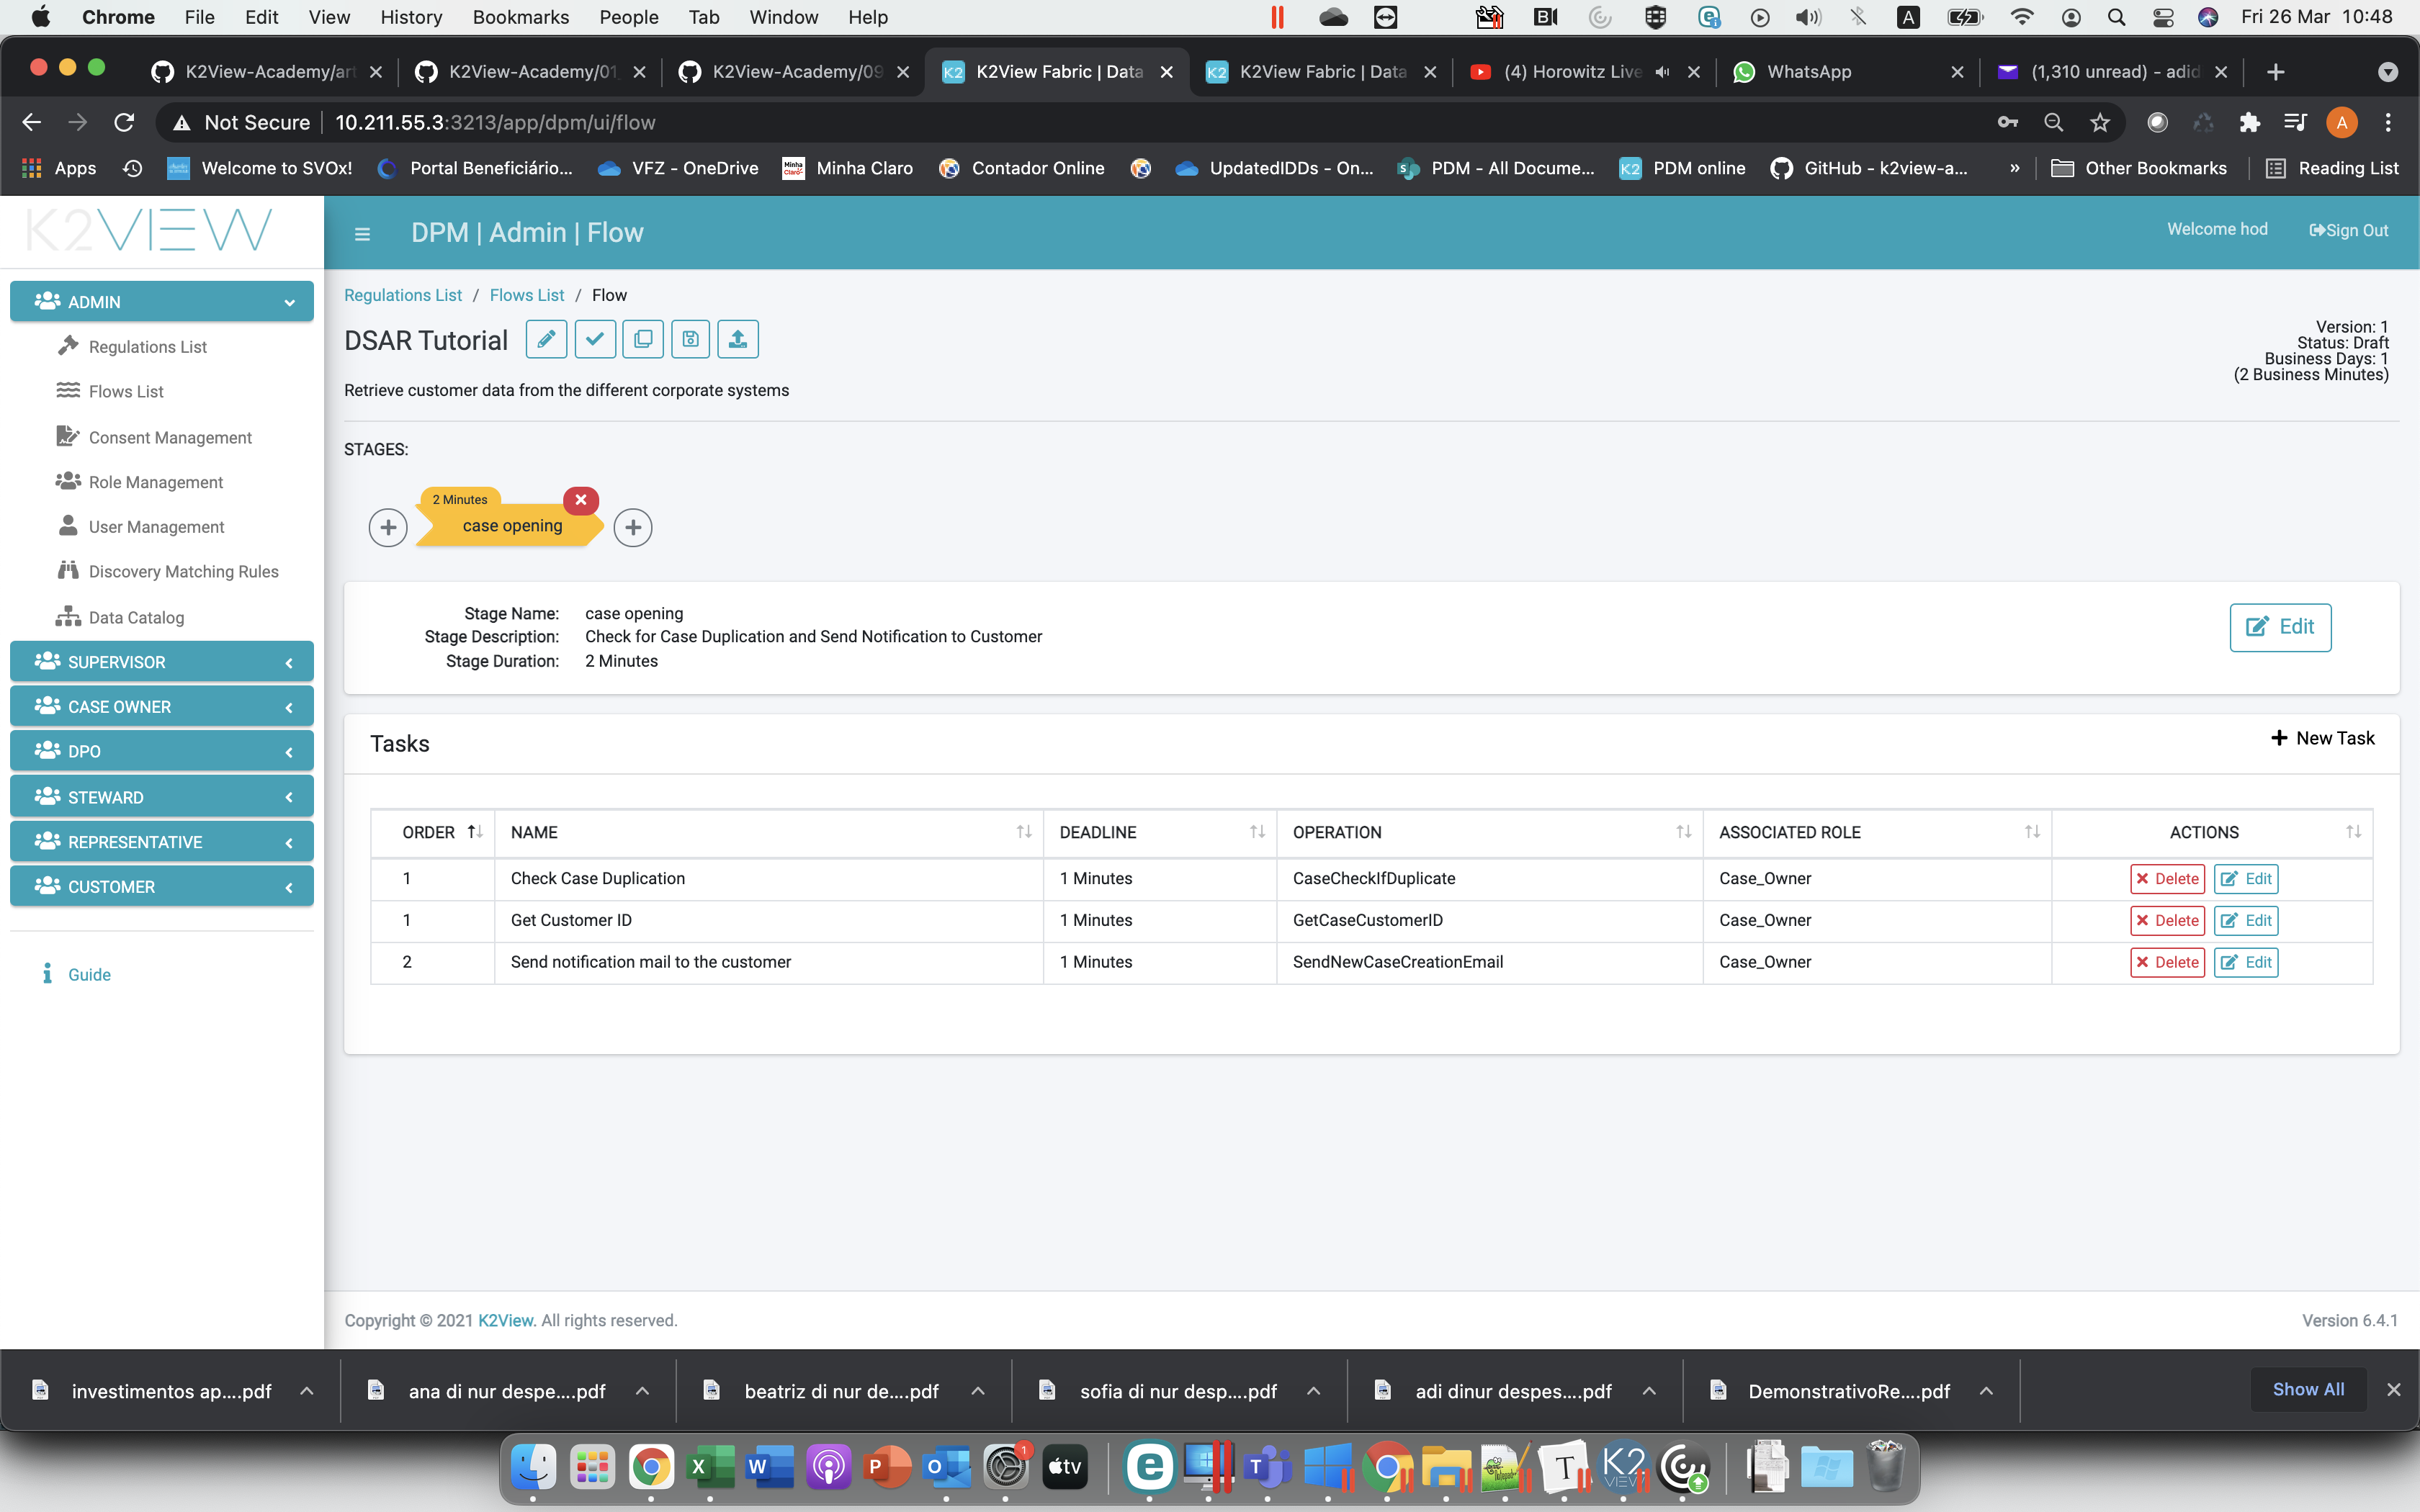 Chrome File Edit View History Bookmarks People Tab Window Help Fri 26 Mar 10:48
K2View-Academy/art K2View-Academy/01 K2View-Academy/09 K2View Fabric | Data K2View Fabric | Data (4) Horowitz Live WhatsApp (1,310 unread) - adid
Not Secure 10.211.55.3:3213/app/dpm/ui/flow A
Apps Welcome to SVOx! Portal Beneficiário... VFZ - OneDrive Minha Claro Contador Online UpdatedIDDs - On... PDM - All Docume... PDM online GitHub - k2view-a... » Other Bookmarks Reading List
K2VIEW
DPM | Admin | Flow
Welcome hod
Sign Out
ADMIN
Regulations List
Flows List
Consent Management
Role Management
User Management
Discovery Matching Rules
Data Catalog
SUPERVISOR
CASE OWNER
DPO
STEWARD
REPRESENTATIVE
CUSTOMER
Guide
Regulations List / Flows List / Flow
DSAR Tutorial
Version: 1
Status: Draft
Business Days: 1
(2 Business Minutes)
Retrieve customer data from the different corporate systems
STAGES:
2 Minutes
case opening
Stage Name: case opening
Stage Description: Check for Case Duplication and Send Notification to Customer
Stage Duration: 2 Minutes
Edit
Tasks
New Task
ORDER NAME DEADLINE OPERATION ASSOCIATED ROLE ACTIONS
1 Check Case Duplication 1 Minutes CaseCheckIfDuplicate Case_Owner Delete Edit
1 Get Customer ID 1 Minutes GetCaseCustomerID Case_Owner Delete Edit
2 Send notification mail to the customer 1 Minutes SendNewCaseCreationEmail Case_Owner Delete Edit
Copyright © 2021 K2View. All rights reserved.
Version 6.4.1
investimentos ap....pdf ana di nur despe....pdf beatriz di nur de....pdf sofia di nur desp....pdf adi dinur despes....pdf DemonstrativoRe....pdf Show All
X W P O 1 tv e T T K2 VIEW